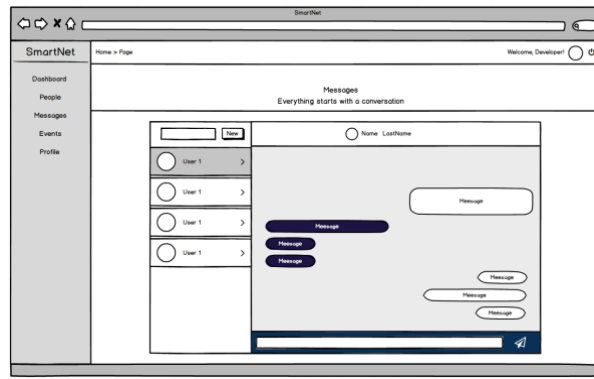 SmartNet
SmartNet
Home > Page
Welcome, Developer!
Dashboard
People
Messages
Events
Profile
Messages
Everything starts with a conversation
New
Name LastName
User 1
User 1
User 1
User 1
Message
Message
Message
Message
Message
Message
Message